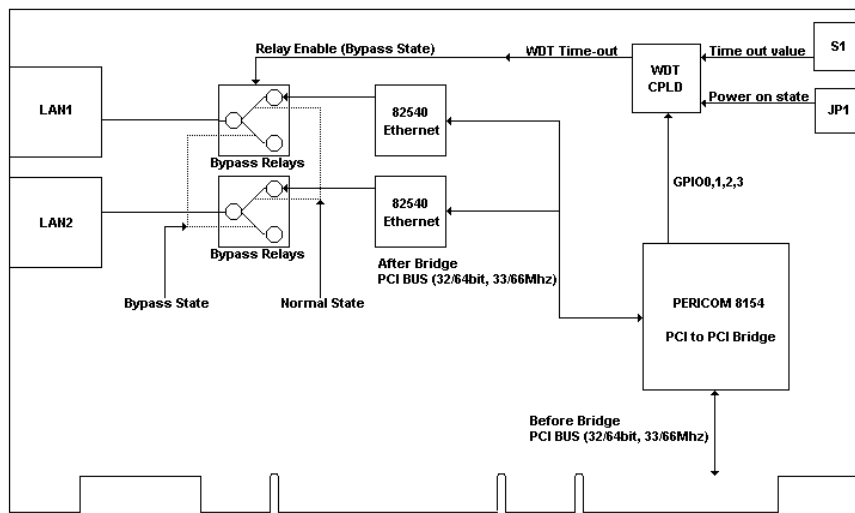 Relay Enable (Bypass State)
WDT Time-out
WDT
CPLD
Time out value
S1
Power on state
JP1
LAN1
82540
Ethernet
Bypass Relays
GPIO0,1,2,3
LAN2
82540
Ethernet
Bypass Relays
After Bridge
PCI BUS (32/64bit, 33/66Mhz)
Bypass State
Normal State
PERICOM 8154
PCI to PCI Bridge
Before Bridge
PCI BUS (32/64bit, 33/66Mhz)